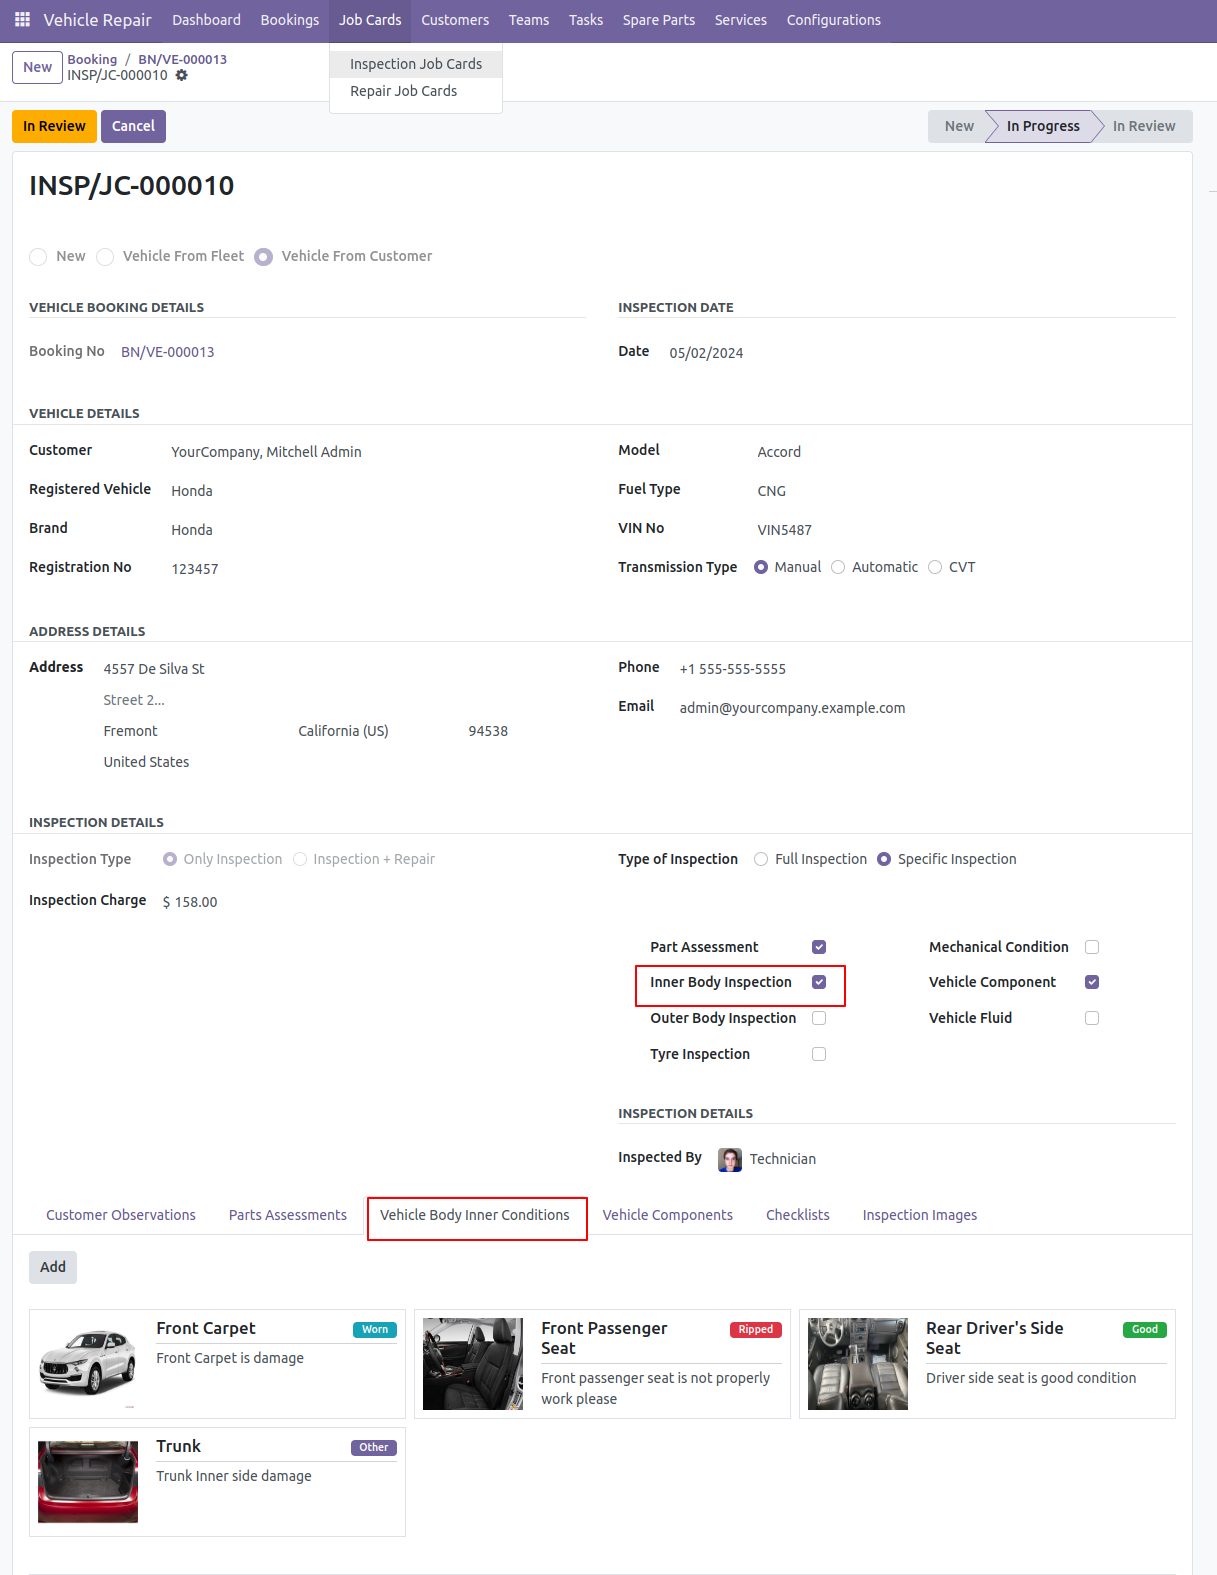 Vehicle Repair Dashboard Bookings Job Cards Customers Teams Tasks Spare Parts Services Configurations
Inspection Job Cards
Repair Job Cards
New
Booking / BN/VE-000013
INSP/JC-000010
In Review Cancel
New In Progress In Review
INSP/JC-000010
New Vehicle From Fleet Vehicle From Customer
VEHICLE BOOKING DETAILS
Booking No BN/VE-000013
INSPECTION DATE
Date 05/02/2024
VEHICLE DETAILS
Customer YourCompany, Mitchell Admin
Registered Vehicle Honda
Brand Honda
Registration No 123457
Model Accord
Fuel Type CNG
VIN No VIN5487
Transmission Type Manual Automatic CVT
ADDRESS DETAILS
Address 4557 De Silva St
Street 2...
Fremont California (US) 94538
United States
Phone +1 555-555-5555
Email admin@yourcompany.example.com
INSPECTION DETAILS
Inspection Type Only Inspection Inspection + Repair
Inspection Charge $ 158.00
Type of Inspection Full Inspection Specific Inspection
Part Assessment Mechanical Condition
Inner Body Inspection Vehicle Component
Outer Body Inspection Vehicle Fluid
Tyre Inspection
INSPECTION DETAILS
Inspected By Technician
Customer Observations Parts Assessments Vehicle Body Inner Conditions Vehicle Components Checklists Inspection Images
Add
Front Carpet Worn
Front Carpet is damage
Front Passenger Seat Ripped
Front passenger seat is not properly
work please
Rear Driver's Side Seat Good
Driver side seat is good condition
Trunk Other
Trunk Inner side damage